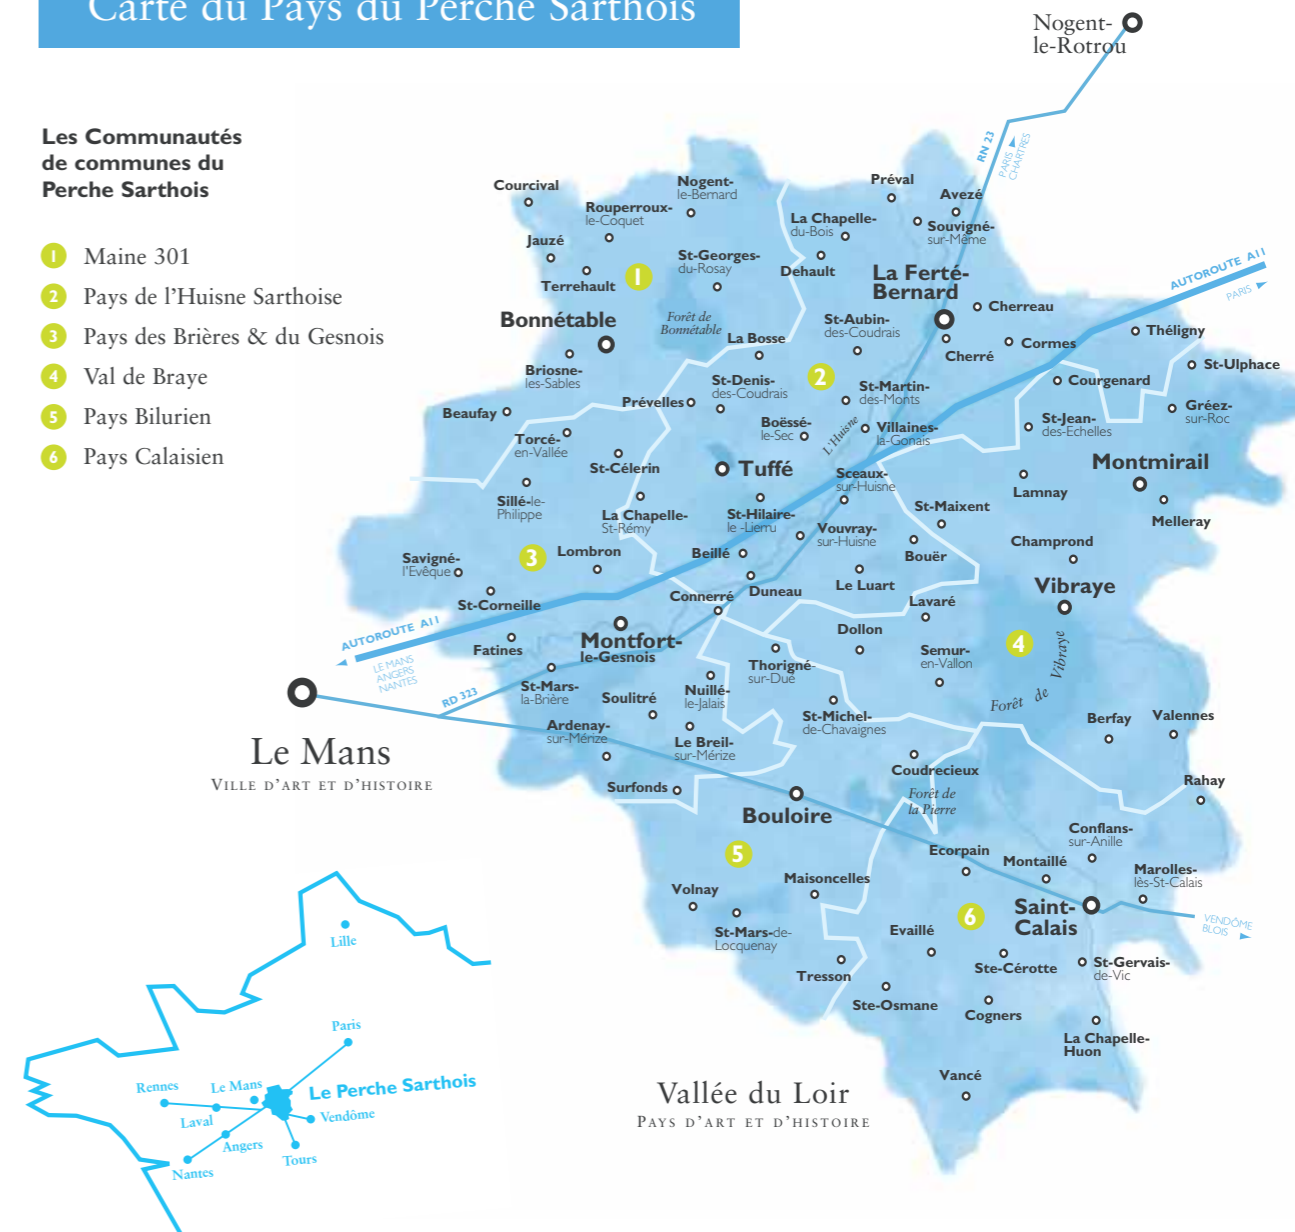 Carte du Pays du Perche Sarthois
Les Communautés
de communes du
Perche Sarthois
1 Maine 301
2 Pays de l'Huisne Sarthoise
3 Pays des Brières & du Gesnois
4 Val de Braye
5 Pays Bilurien
6 Pays Calaisien
Nogent-
le-Rotrou
RN 23
PARIS
CHARTRES
Courcival
Nogent-
le-Bernard
Rouperroux-
le-Coquet
Jauzé
Terrehault
1
St-Georges-
du-Rosay
Préval
Avezé
La Chapelle-
du-Bois
Souvigné-
sur-Même
Dehault
La Ferté-
Bernard
AUTOROUTE A11
PARIS
Cherreau
Bonnétable
Forêt de
Bonnétable
St-Aubin-
des-Coudrais
Cherré
Cormes
Théligny
La Bosse
St-Ulphace
Briosne-
les-Sables
2
St-Denis-
des-Coudrais
St-Martin-
des-Monts
Courgenard
Prévelles
Beaufay
Gréez-
sur-Roc
Boëssé-
le-Sec
L'Huisne
Villaines-
la-Gonais
St-Jean-
des-Echelles
Torcé-
en-Vallée
St-Célerin
Tuffé
Sceaux-
sur-Huisne
Montmirail
Lamnay
Sillé-le-
Philippe
La Chapelle-
St-Rémy
St-Hilaire-
le -Lierru
Vouvray-
sur-Huisne
St-Maixent
Melleray
Bouër
Champrond
Savigné-
l'Evêque
3
Lombron
Beillé
Le Luart
Vibraye
St-Corneille
Connerré
Duneau
Lavaré
AUTOROUTE A11
LE MANS
ANGERS
NANTES
Fatines
Montfort-
le-Gesnois
Dollon
4
Semur-
en-Vallon
Forêt de Vibraye
Thorigné-
sur-Dué
St-Mars-
la-Brière
RD 323
Soulitré
Nuillé-
le-Jalais
St-Michel-
de-Chavaignes
Berfay
Valennes
Ardenay-
sur-Mérize
Le Breil-
sur-Mérize
Le Mans
VILLE D'ART ET D'HISTOIRE
Coudrecieux
Rahay
Surfonds
Forêt de
la Pierre
Bouloire
Conflans-
sur-Anille
5
Ecorpain
Montaillé
Marolles-
lès-St-Calais
Volnay
Maisoncelles
6
Saint-
Calais
VENDÔME
BLOIS
St-Mars-de-
Locquenay
Evaillé
Tresson
Ste-Cérotte
St-Gervais-
de-Vic
Ste-Osmane
Cogners
La Chapelle-
Huon
Vancé
Vallée du Loir
PAYS D'ART ET D'HISTOIRE
Lille
Paris
Rennes
Le Mans
Le Perche Sarthois
Laval
Vendôme
Angers
Tours
Nantes